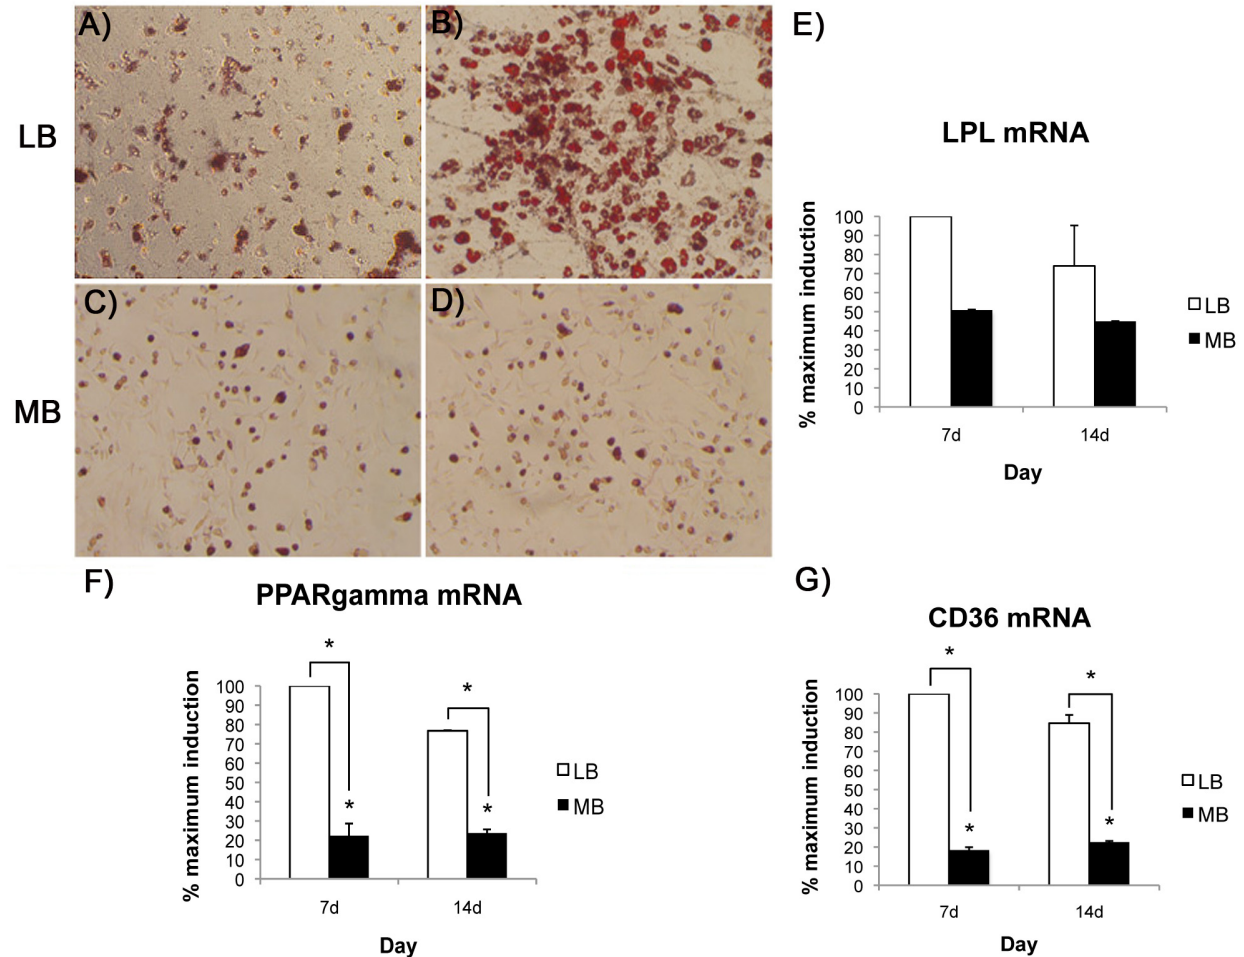 A)
B)
LB
C)
D)
MB
E)
LPL mRNA
% maximum induction
100
90
80
70
60
50
40
30
20
10
0
7d
14d
Day
LB
MB
F)
PPARgamma mRNA
% maximum induction
100
90
80
70
60
50
40
30
20
10
0
*
*
*
*
7d
14d
Day
LB
MB
G)
CD36 mRNA
% maximum induction
100
90
80
70
60
50
40
30
20
10
0
*
*
*
*
7d
14d
Day
LB
MB